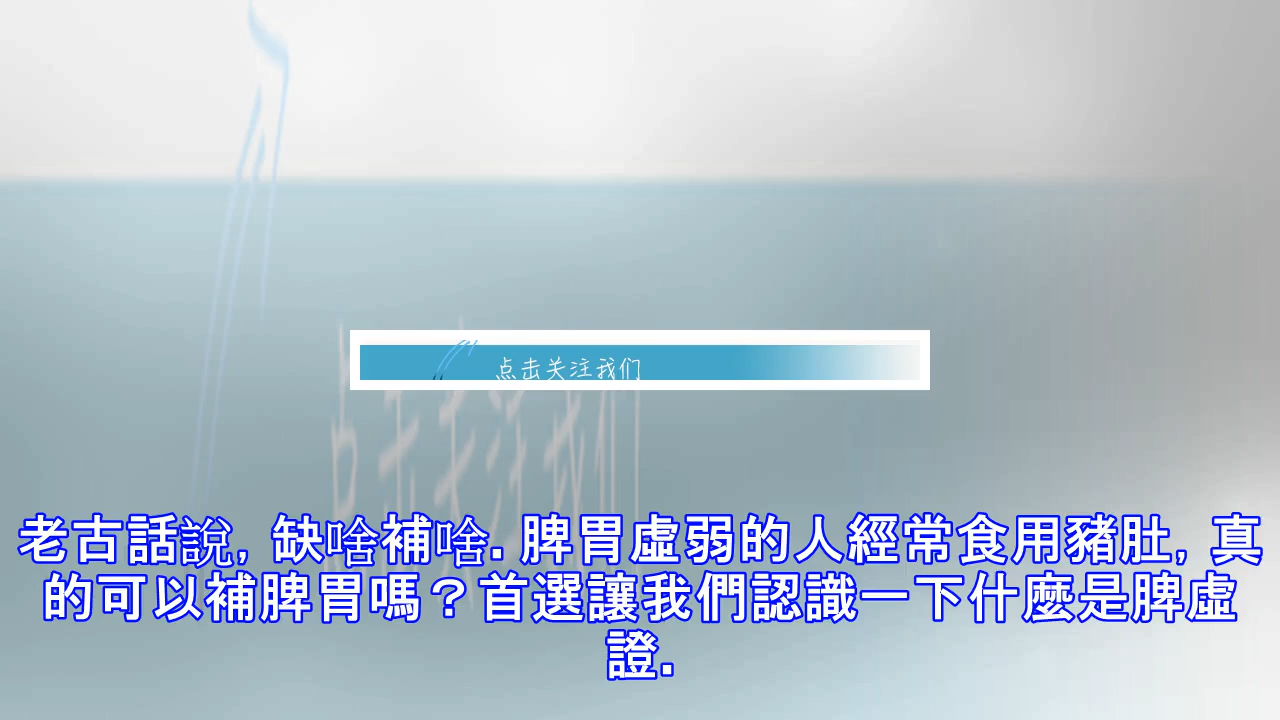 点击关注我们
老古話說, 缺啥補啥. 脾胃虛弱的人經常食用豬肚, 真
的可以補脾胃嗎？首選讓我們認識一下什麼是脾虛
證.